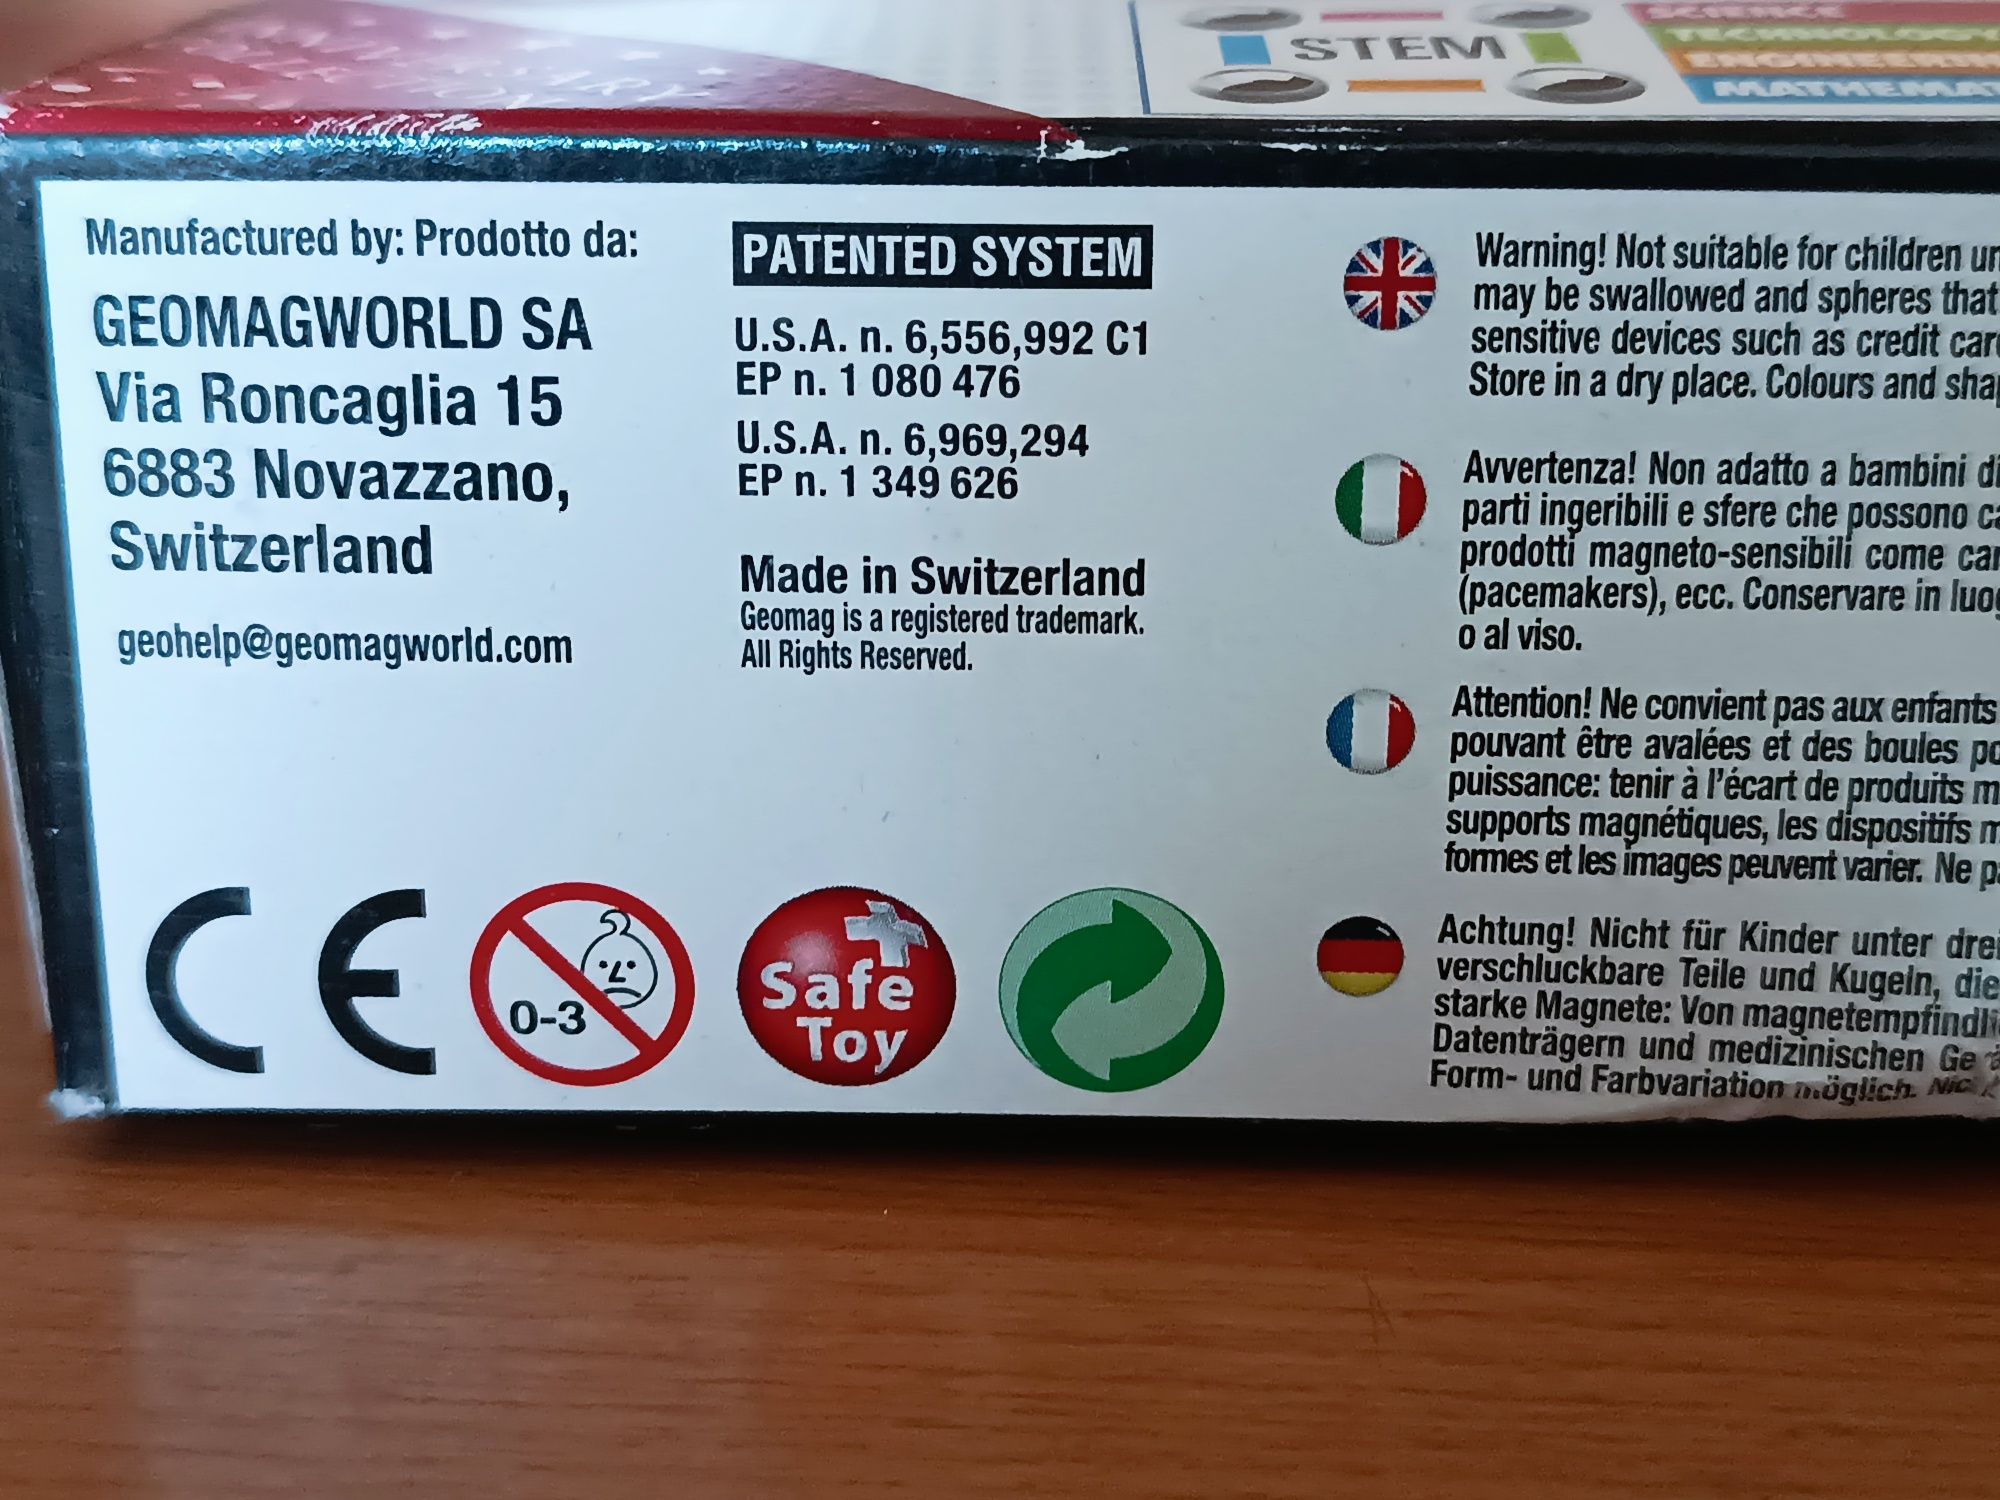 STEM
SCIENCE
TECHNOLOGY
ENGINEERING
Manufactured by: Prodotto da:
GEOMAGWORLD SA
Via Roncaglia 15
6883 Novazzano,
Switzerland
geohelp@geomagworld.com
PATENTED SYSTEM
U.S.A. n. 6,556,992 C1
EP n. 1 080 476
U.S.A. n. 6,969,294
EP n. 1 349 626
Made in Switzerland
Geomag is a registered trademark.
All Rights Reserved.
CE
0-3
Safe
Toy
Warning! Not suitable for children
may be swallowed and spheres that
sensitive devices such as credit
Store in a dry place. Colours and
Avvertenza! Non adatto a bambini di
parti ingeribili e sfere che possono
prodotti magneto-sensibili come
(pacemakers), ecc. Conservare in
o al viso.
Attention! Ne convient pas aux enfants
pouvant être avalées et des boules
puissance: tenir à l'écart de produits
supports magnétiques, les dispositifs
formes et les images peuvent varier. Ne
Achtung! Nicht für Kinder unter drei
verschluckbare Teile und Kugeln, die
starke Magnete: Von
Datenträgern und medizinischen
Form- und Farbvariation möglich.